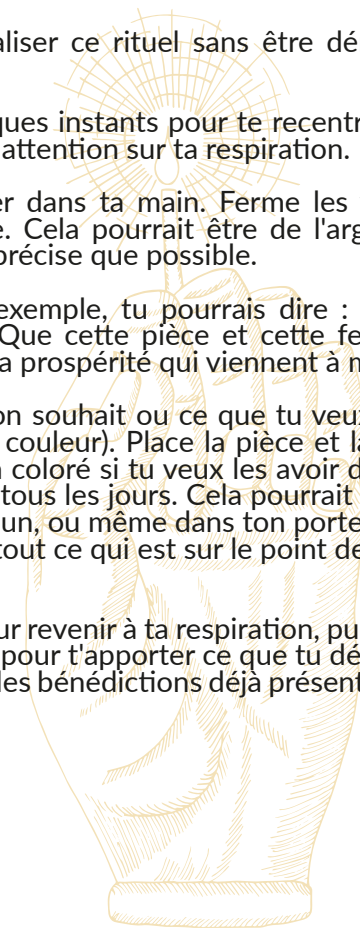 aliser ce rituel sans être dé
ques instants pour te recentr
attention sur ta respiration.
er dans ta main. Ferme les
e. Cela pourrait être de l'arg
précise que possible.
exemple, tu pourrais dire :
Que cette pièce et cette fe
a prospérité qui viennent à m
on souhait ou ce que tu veux
couleur). Place la pièce et la
n coloré si tu veux les avoir d
tous les jours. Cela pourrait
un, ou même dans ton porte
tout ce qui est sur le point de
ur revenir à ta respiration, pu
pour t'apporter ce que tu dé
les bénédictions déjà présent